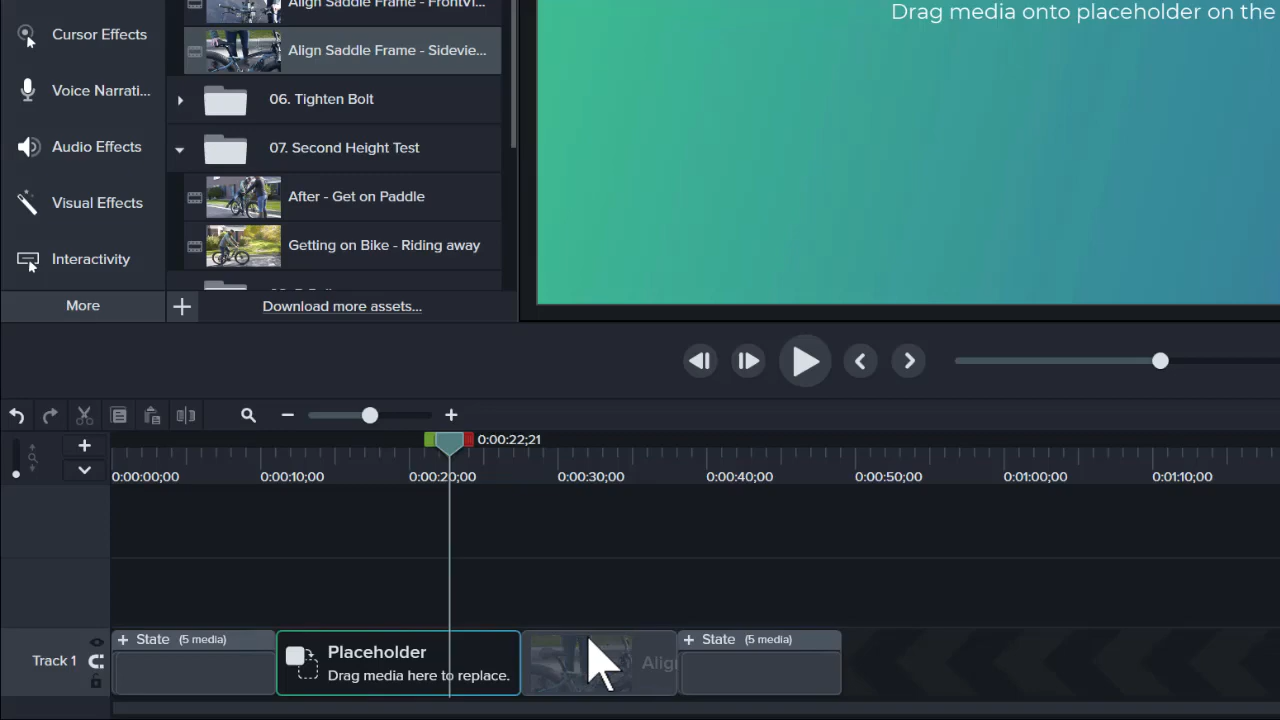 Align Saddle Frame - FrontVi...
Drag media onto placeholder on the
Cursor Effects
Align Saddle Frame - Sidevie...
Voice Narrati...
06. Tighten Bolt
Audio Effects
07. Second Height Test
Visual Effects
After - Get on Paddle
Interactivity
Getting on Bike - Riding away
More
Download more assets...
0:00:22;21
0:00:00;00
0:00:10;00
0:00:20;00
0:00:30;00
0:00:40;00
0:00:50;00
0:01:00;00
0:01:10;00
State (5 media)
State (5 media)
Track 1
Placeholder
Drag media here to replace.
Alig